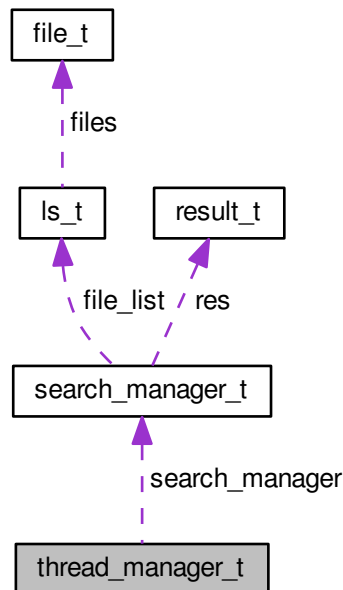 file_t
files
ls_t
result_t
file_list
res
search_manager_t
search_manager
thread_manager_t